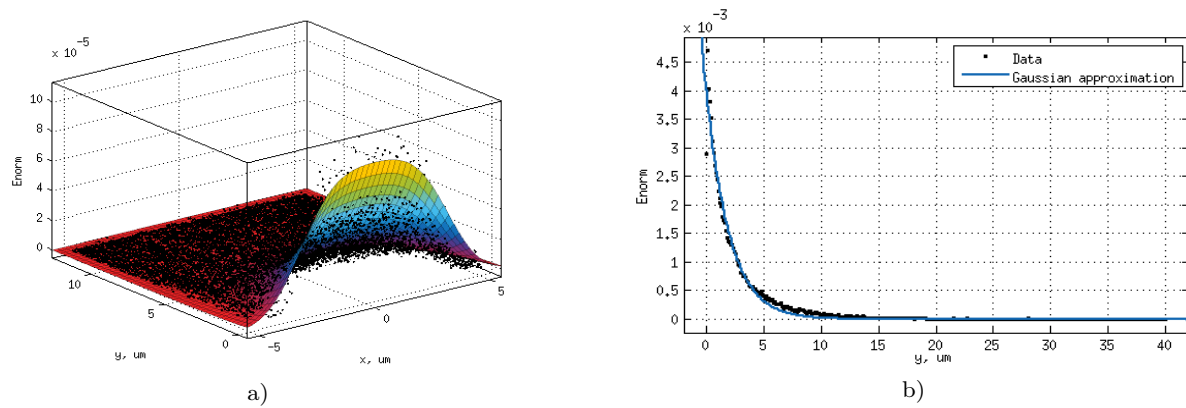 x 10 -5
10
8
6
4
2
0
Enorm
10
5
0
y, um
-5
0
5
x, um
a)
x 10 -3
4.5
4
3.5
3
2.5
2
1.5
1
0.5
0
Enorm
Data
Gaussian approximation
0 5 10 15 20 25 30 35 40
y, um
b)